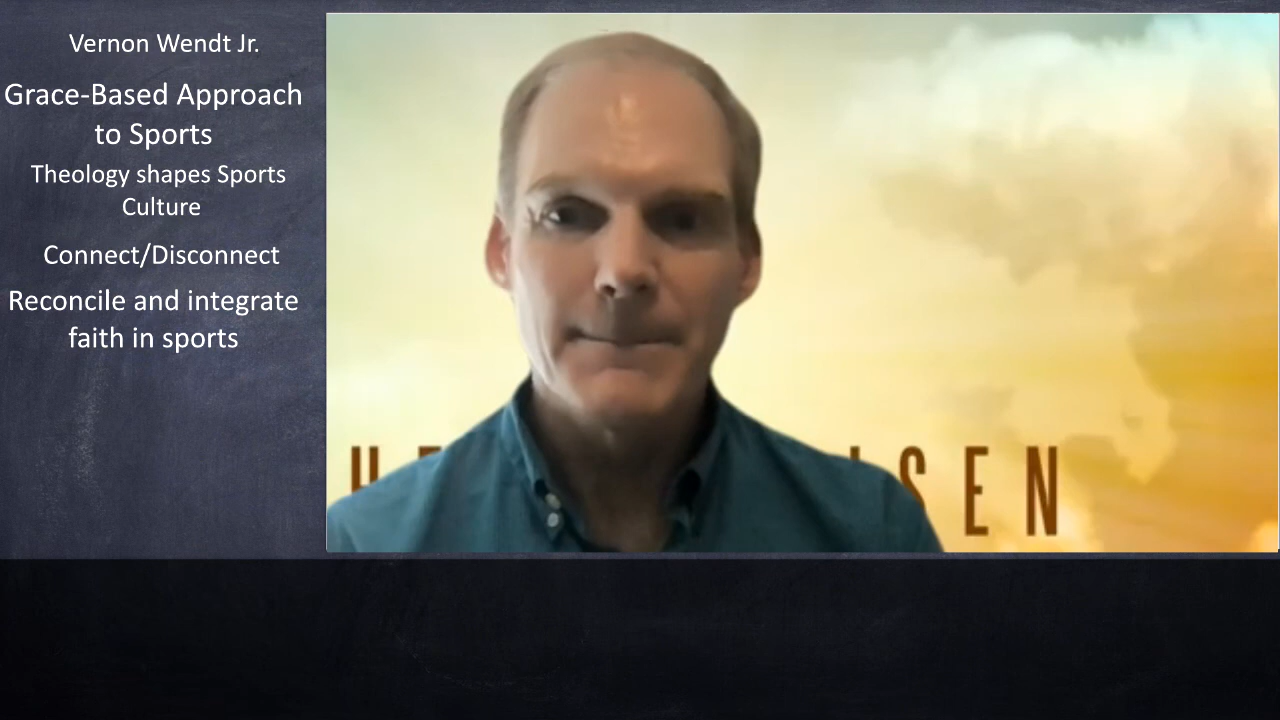 Vernon Wendt Jr.
Grace-Based Approach
to Sports
Theology shapes Sports
Culture
Connect/Disconnect
Reconcile and integrate
faith in sports